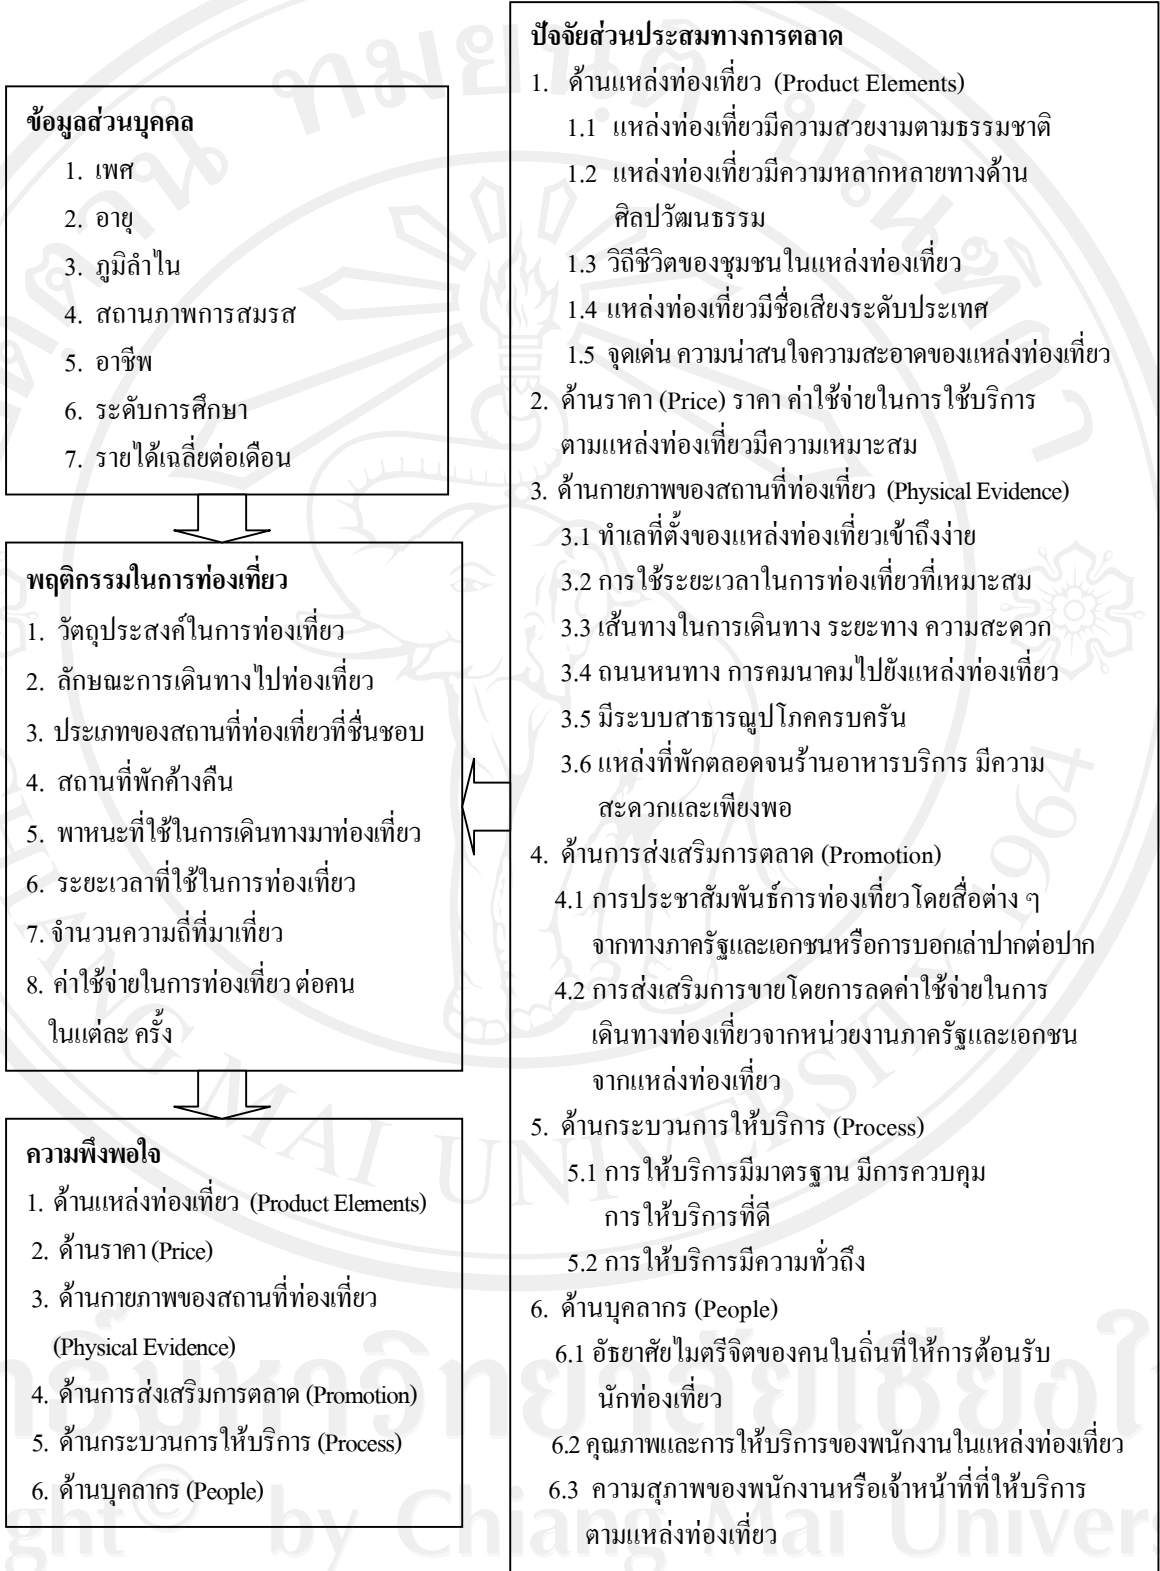 ข้อมูลส่วนบุคคล
1. เพศ
2. อายุ
3. ภูมิลำเนา
4. สถานภาพการสมรส
5. อาชีพ
6. ระดับการศึกษา
7. รายได้เฉลี่ยต่อเดือน
พฤติกรรมในการท่องเที่ยว
1. วัตถุประสงค์ในการท่องเที่ยว
2. ลักษณะการเดินทางไปท่องเที่ยว
3. ประเภทของสถานที่ท่องเที่ยวที่ชื่นชอบ
4. สถานที่พักค้างคืน
5. พาหนะที่ใช้ในการเดินทางมาท่องเที่ยว
6. ระยะเวลาที่ใช้ในการท่องเที่ยว
7. จำนวนความถี่ที่มาเที่ยว
8. ค่าใช้จ่ายในการท่องเที่ยว ต่อคน
ในแต่ละ ครั้ง
ความพึงพอใจ
1. ด้านแหล่งท่องเที่ยว (Product Elements)
2. ด้านราคา (Price)
3. ด้านกายภาพของสถานที่ท่องเที่ยว
(Physical Evidence)
4. ด้านการส่งเสริมการตลาด (Promotion)
5. ด้านกระบวนการให้บริการ (Process)
6. ด้านบุคลากร (People)
ปัจจัยส่วนประสมทางการตลาด
1. ด้านแหล่งท่องเที่ยว (Product Elements)
1.1 แหล่งท่องเที่ยวมีความสวยงามตามธรรมชาติ
1.2 แหล่งท่องเที่ยวมีความหลากหลายทางด้าน
ศิลปวัฒนธรรม
1.3 วิถีชีวิตของชุมชนในแหล่งท่องเที่ยว
1.4 แหล่งท่องเที่ยวมีชื่อเสียงระดับประเทศ
1.5 จุดเด่น ความน่าสนใจความสะอาดของแหล่งท่องเที่ยว
2. ด้านราคา (Price) ราคา ค่าใช้จ่ายในการใช้บริการ
ตามแหล่งท่องเที่ยวมีความเหมาะสม
3. ด้านกายภาพของสถานที่ท่องเที่ยว (Physical Evidence)
3.1 ทำเลที่ตั้งของแหล่งท่องเที่ยวเข้าถึงง่าย
3.2 การใช้ระยะเวลาในการท่องเที่ยวที่เหมาะสม
3.3 เส้นทางในการเดินทาง ระยะทาง ความสะดวก
3.4 ถนนหนทาง การคมนาคมไปยังแหล่งท่องเที่ยว
3.5 มีระบบสาธารณูปโภคครบครัน
3.6 แหล่งที่พักตลอดจนร้านอาหารบริการ มีความ
สะดวกและเพียงพอ
4. ด้านการส่งเสริมการตลาด (Promotion)
4.1 การประชาสัมพันธ์การท่องเที่ยวโดยสื่อต่าง ๆ
จากทางภาครัฐและเอกชนหรือการบอกเล่าปากต่อปาก
4.2 การส่งเสริมการขายโดยการลดค่าใช้จ่ายในการ
เดินทางท่องเที่ยวจากหน่วยงานภาครัฐและเอกชน
จากแหล่งท่องเที่ยว
5. ด้านกระบวนการให้บริการ (Process)
5.1 การให้บริการมีมาตรฐาน มีการควบคุม
การให้บริการที่ดี
5.2 การให้บริการมีความทั่วถึง
6. ด้านบุคลากร (People)
6.1 อัธยาศัยไมตรีจิตของคนในถิ่นที่ให้การต้อนรับ
นักท่องเที่ยว
6.2 คุณภาพและการให้บริการของพนักงานในแหล่งท่องเที่ยว
6.3 ความสุภาพของพนักงานหรือเจ้าหน้าที่ที่ให้บริการ
ตามแหล่งท่องเที่ยว
CHIANG MAI UNIVERSITY 1964
ght © by Chiang Mai Univers